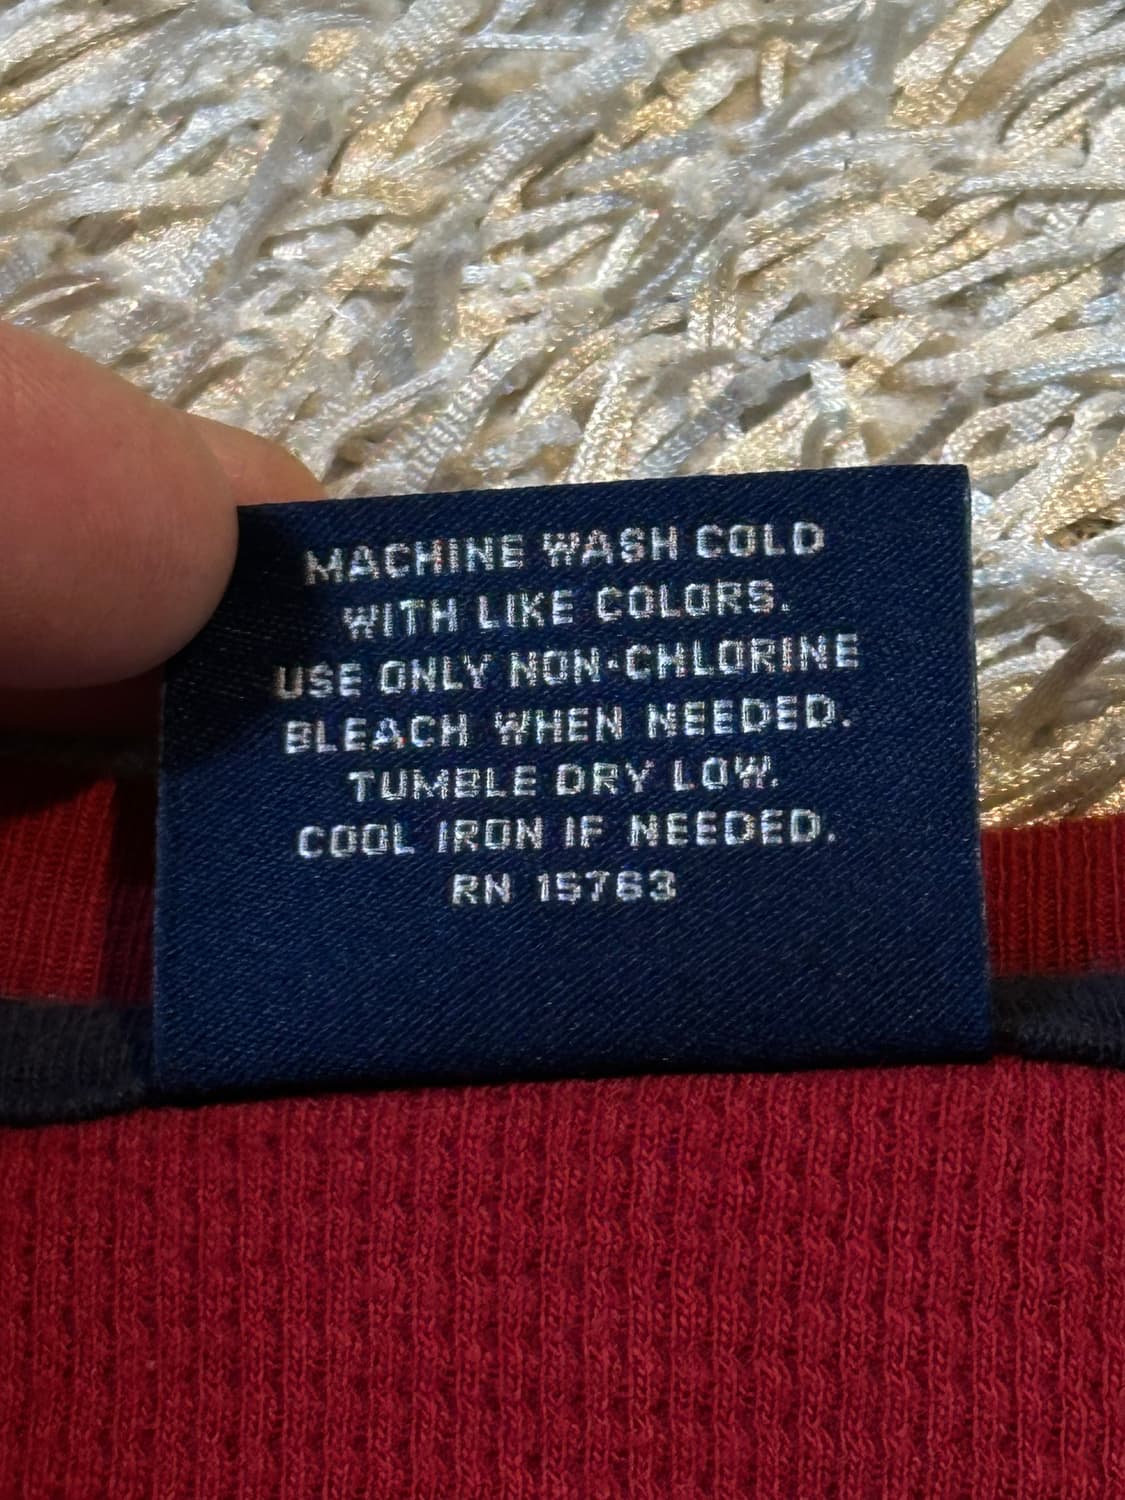 MACHINE WASH COLD
WITH LIKE COLORS.
USE ONLY NON-CHLORINE
BLEACH WHEN NEEDED.
TUMBLE DRY LOW.
COOL IRON IF NEEDED.
RN 15763